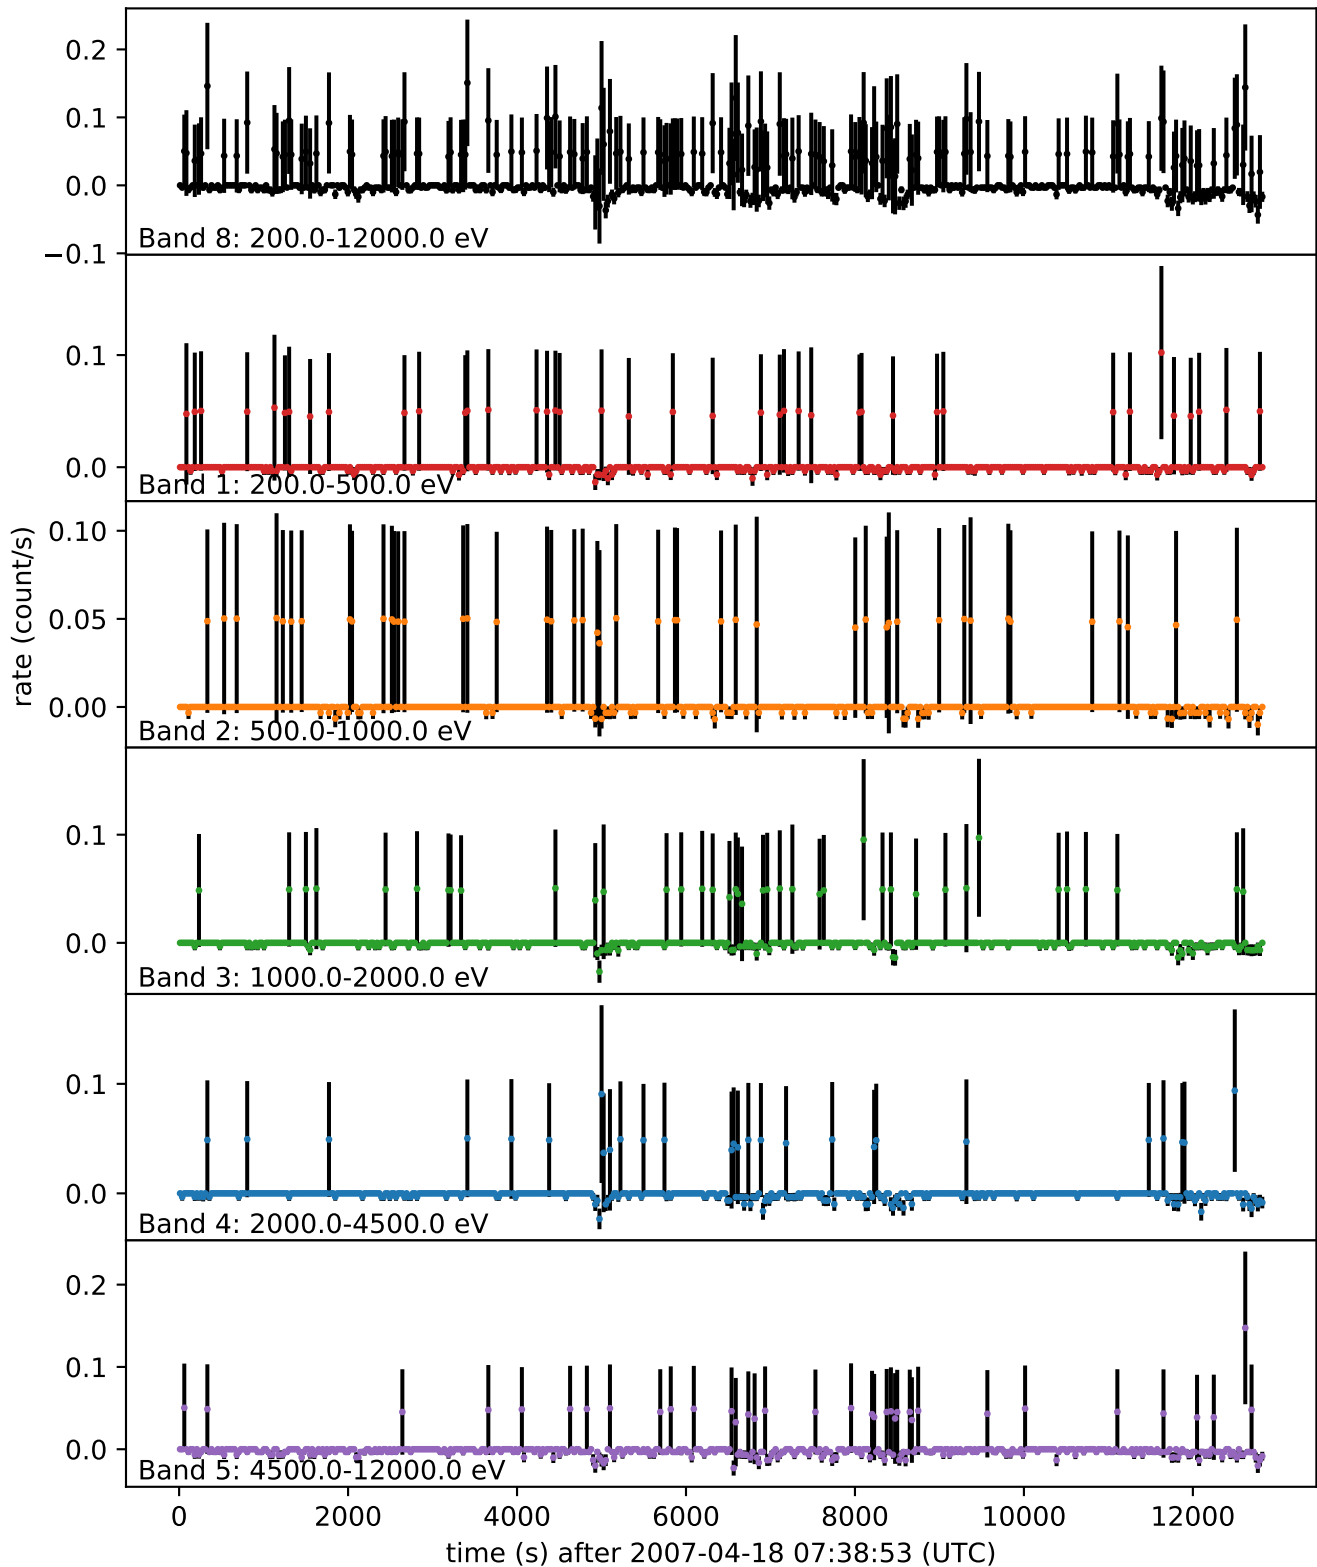 0.2
0.1
0.0
−0.1
Band 8: 200.0-12000.0 eV
0.1
0.0
Band 1: 200.0-500.0 eV
0.10
0.05
0.00
Band 2: 500.0-1000.0 eV
rate (count/s)
0.1
0.0
Band 3: 1000.0-2000.0 eV
0.1
0.0
Band 4: 2000.0-4500.0 eV
0.2
0.1
0.0
Band 5: 4500.0-12000.0 eV
0 2000 4000 6000 8000 10000 12000
time (s) after 2007-04-18 07:38:53 (UTC)